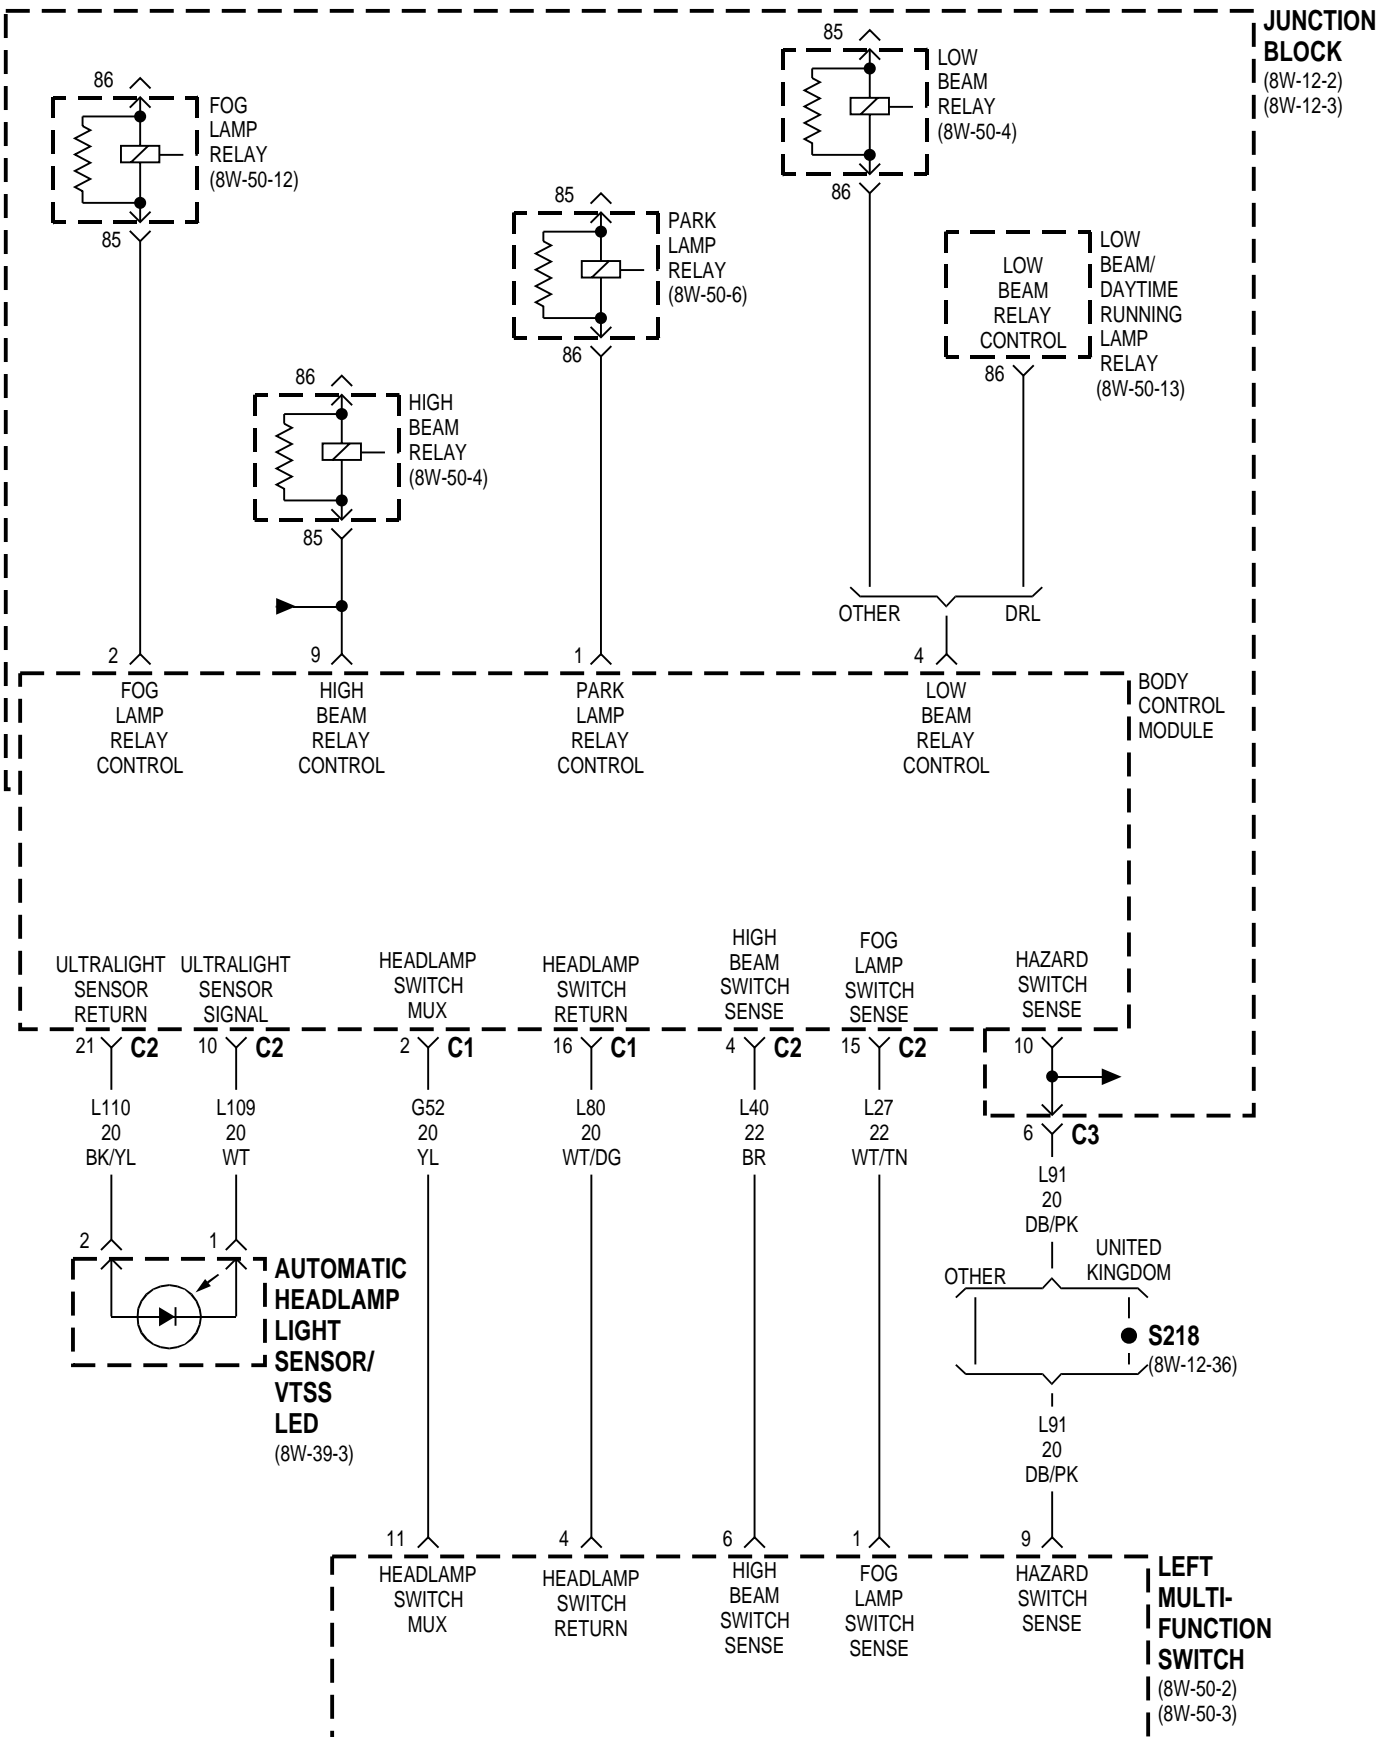 JUNCTION
BLOCK
(8W-12-2)
(8W-12-3)
85
LOW
BEAM
RELAY
(8W-50-4)
86
86
FOG
LAMP
RELAY
(8W-50-12)
85
85
PARK
LAMP
RELAY
(8W-50-6)
86
LOW
BEAM
RELAY
CONTROL
86
LOW
BEAM/
DAYTIME
RUNNING
LAMP
RELAY
(8W-50-13)
86
HIGH
BEAM
RELAY
(8W-50-4)
85
OTHER
DRL
2
9
1
4
FOG
LAMP
RELAY
CONTROL
HIGH
BEAM
RELAY
CONTROL
PARK
LAMP
RELAY
CONTROL
LOW
BEAM
RELAY
CONTROL
BODY
CONTROL
MODULE
ULTRALIGHT
SENSOR
RETURN
ULTRALIGHT
SENSOR
SIGNAL
HEADLAMP
SWITCH
MUX
HEADLAMP
SWITCH
RETURN
HIGH
BEAM
SWITCH
SENSE
FOG
LAMP
SWITCH
SENSE
HAZARD
SWITCH
SENSE
21 C2
10 C2
2 C1
16 C1
4 C2
15 C2
10
6 C3
L110
20
BK/YL
L109
20
WT
G52
20
YL
L80
20
WT/DG
L40
22
BR
L27
22
WT/TN
L91
20
DB/PK
2
1
AUTOMATIC
HEADLAMP
LIGHT
SENSOR/
VTSS
LED
(8W-39-3)
OTHER
UNITED
KINGDOM
S218
(8W-12-36)
L91
20
DB/PK
11
4
6
1
9
HEADLAMP
SWITCH
MUX
HEADLAMP
SWITCH
RETURN
HIGH
BEAM
SWITCH
SENSE
FOG
LAMP
SWITCH
SENSE
HAZARD
SWITCH
SENSE
LEFT
MULTI-
FUNCTION
SWITCH
(8W-50-2)
(8W-50-3)